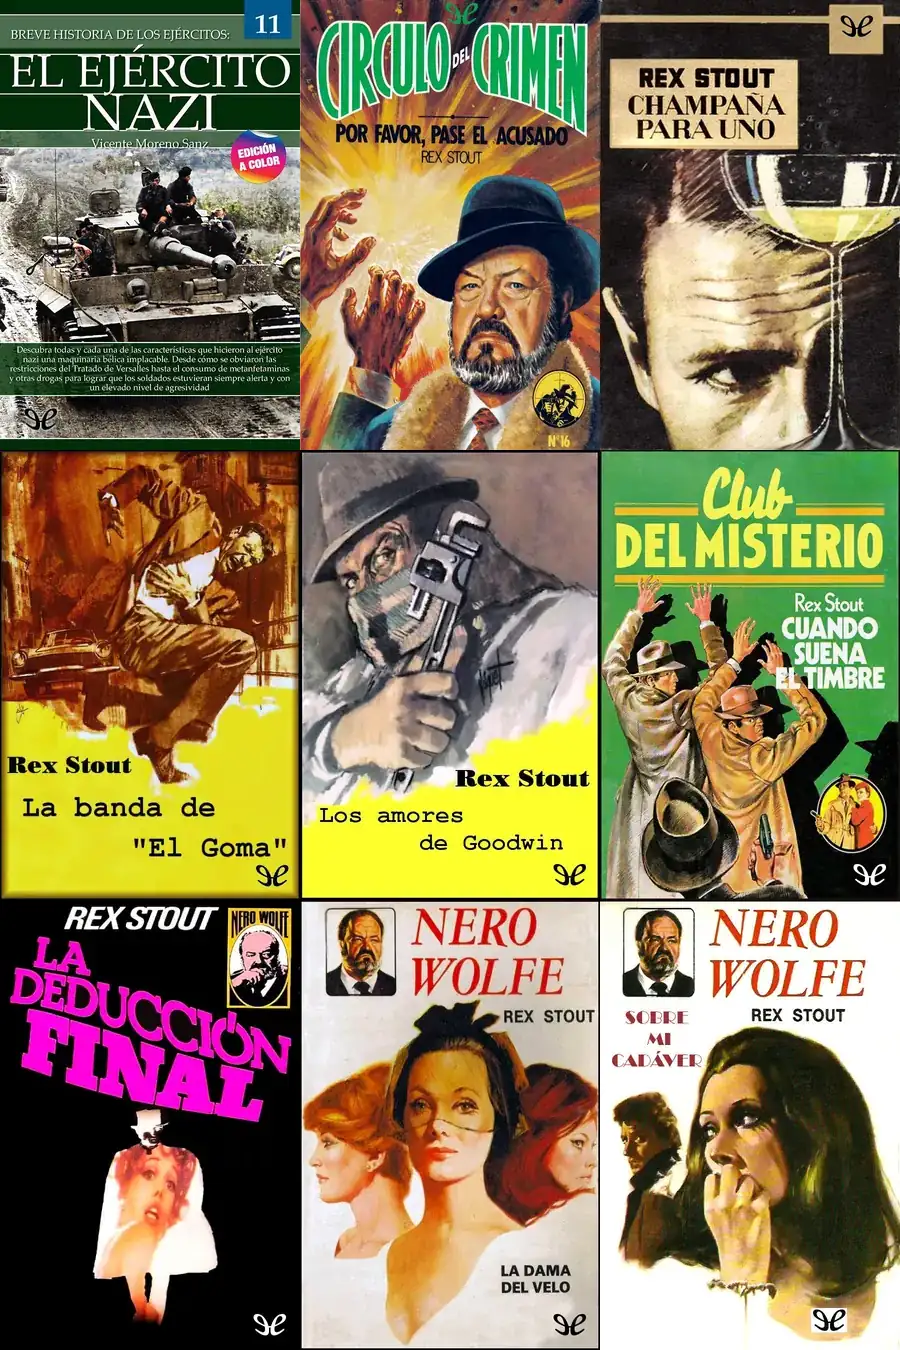 11
BREVE HISTORIA DE LOS EJÉRCITOS:
EL EJÉRCITO
NAZI
Vicente Moreno Sanz
EDICIÓN
A COLOR
Descubra todas y cada una de las características que hicieron al ejército
nazi una maquinaria bélica implacable. Desde cómo se obviaron las
restricciones del Tratado de Versalles hasta el consumo de metanfetaminas
y otras drogas para lograr que los soldados estuvieran siempre alerta y con
un elevado nivel de agresividad
CIRCULO DEL CRIMEN
POR FAVOR, PASE EL ACUSADO
REX STOUT
Nº16
REX STOUT
CHAMPAÑA
PARA UNO
Rex Stout
La banda de
"El Goma"
Rex Stout
Los amores
de Goodwin
Club
DEL MISTERIO
Rex Stout
CUANDO
SUENA
EL TIMBRE
REX STOUT
NERO WOLFE
LA
DEDUCCIÓN
FINAL
NERO
WOLFE
REX STOUT
LA DAMA
DEL VELO
NERO
WOLFE
REX STOUT
SOBRE
MI
CADÁVER